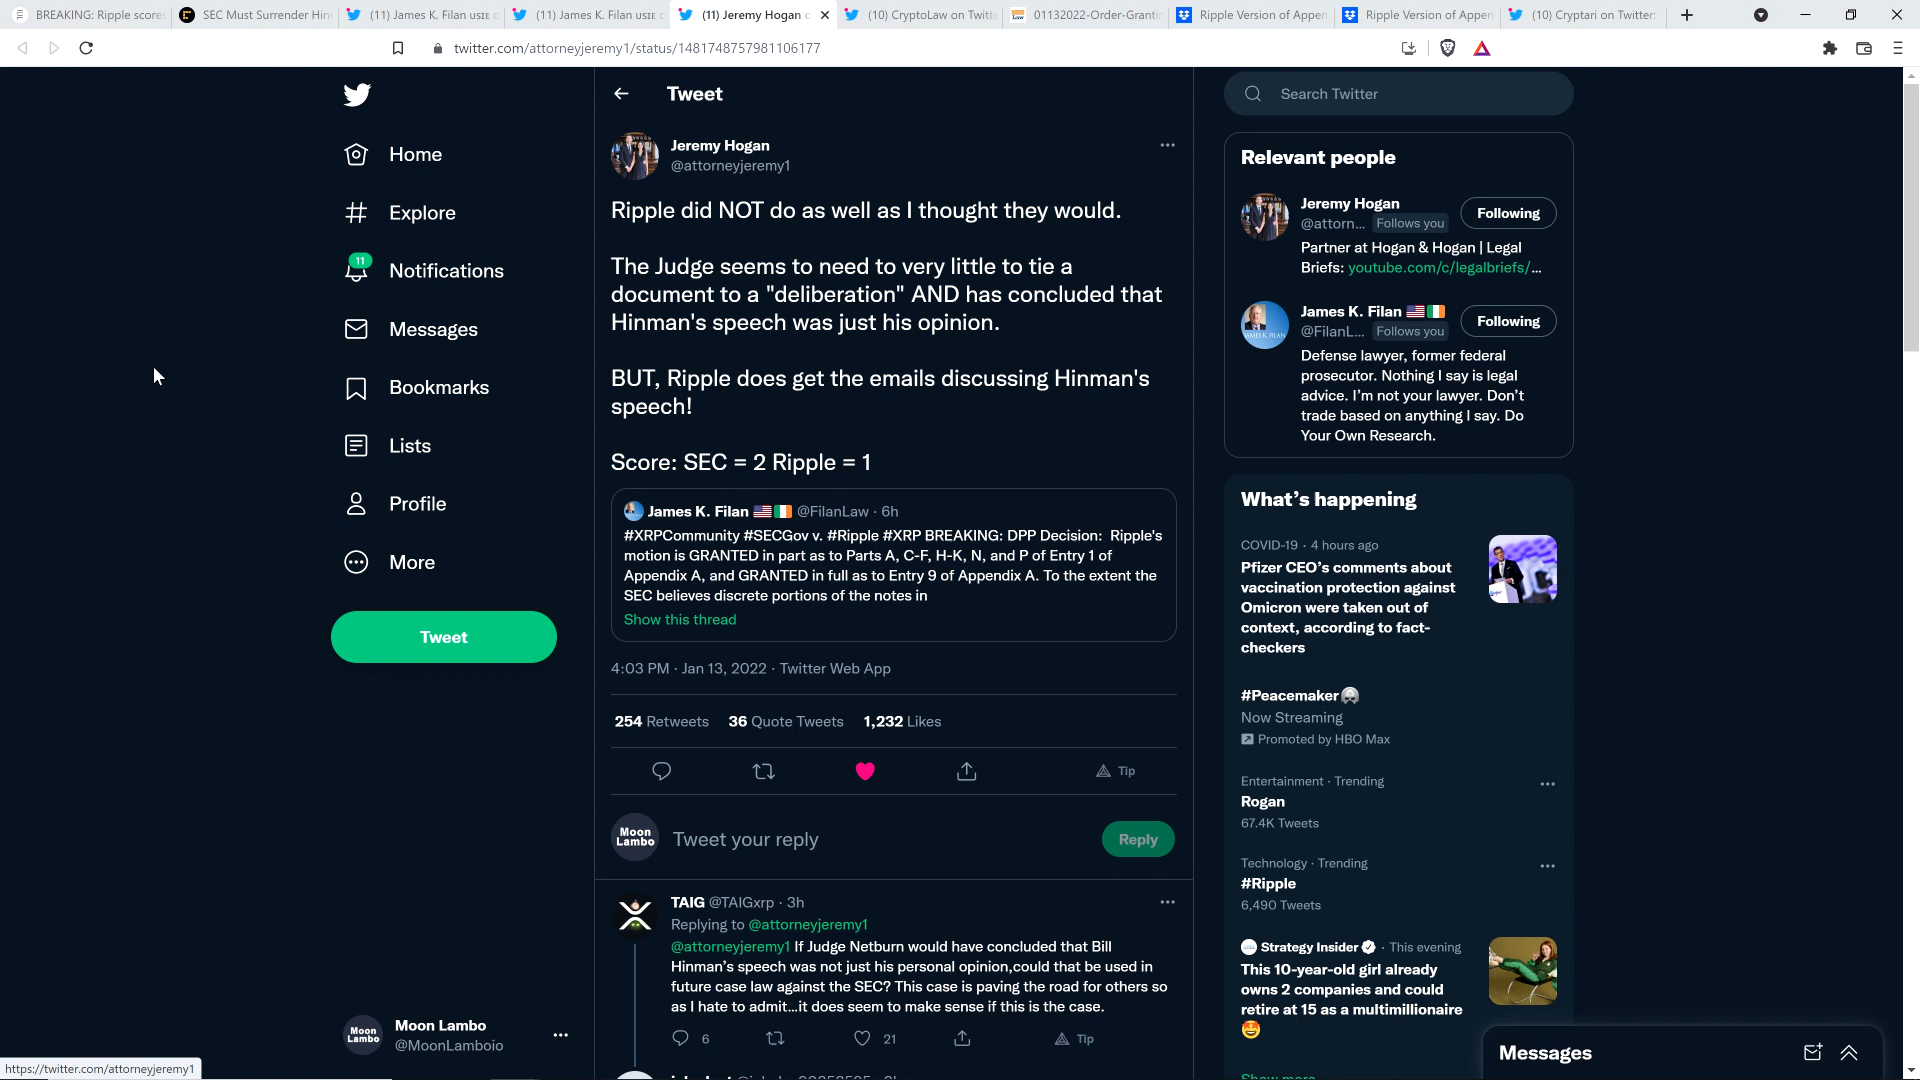 BREAKING: Ripple scores
SEC Must Surrender Hin
(11) James K. Filan
(11) James K. Filan
(11) Jeremy Hogan
(10) CryptoLaw on Twitt
01132022-Order-Granti
Ripple Version of Appen
Ripple Version of Appen
(10) Cryptari on Twitter:
twitter.com/attorneyjeremy1/status/1481748757981106177
Home
Explore
11
Notifications
Messages
Bookmarks
Lists
Profile
More
Tweet
Moon Lambo
Moon Lambo
@MoonLamboio
https://twitter.com/attorneyjeremy1
Tweet
Jeremy Hogan
@attorneyjeremy1
Ripple did NOT do as well as I thought they would.
The Judge seems to need to very little to tie a
document to a "deliberation" AND has concluded that
Hinman's speech was just his opinion.
BUT, Ripple does get the emails discussing Hinman's
speech!
Score: SEC = 2 Ripple = 1
James K. Filan 🇺🇸🇮🇪 @FilanLaw · 6h
#XRPCommunity #SECGov v. #Ripple #XRP BREAKING: DPP Decision: Ripple's
motion is GRANTED in part as to Parts A, C-F, H-K, N, and P of Entry 1 of
Appendix A, and GRANTED in full as to Entry 9 of Appendix A. To the extent the
SEC believes discrete portions of the notes in
Show this thread
4:03 PM · Jan 13, 2022 · Twitter Web App
254 Retweets 36 Quote Tweets 1,232 Likes
Tip
Moon Lambo
Tweet your reply
Reply
TAIG @TAIGxrp · 3h
Replying to @attorneyjeremy1
@attorneyjeremy1 If Judge Netburn would have concluded that Bill
Hinman's speech was not just his personal opinion,could that be used in
future case law against the SEC? This case is paving the road for others so
as I hate to admit...it does seem to make sense if this is the case.
6 21 Tip
Search Twitter
Relevant people
Jeremy Hogan
@attorn... Follows you
Following
Partner at Hogan & Hogan | Legal
Briefs: youtube.com/c/legalbriefs/...
James K. Filan 🇺🇸🇮🇪
@FilanL... Follows you
Following
Defense lawyer, former federal
prosecutor. Nothing I say is legal
advice. I'm not your lawyer. Don't
trade based on anything I say. Do
Your Own Research.
What's happening
COVID-19 · 4 hours ago
Pfizer CEO's comments about
vaccination protection against
Omicron were taken out of
context, according to fact-
checkers
#Peacemaker
Now Streaming
Promoted by HBO Max
Entertainment · Trending
Rogan
67.4K Tweets
Technology · Trending
#Ripple
6,490 Tweets
Strategy Insider · This evening
This 10-year-old girl already
owns 2 companies and could
retire at 15 as a multimillionaire
🤩
Show more
Messages